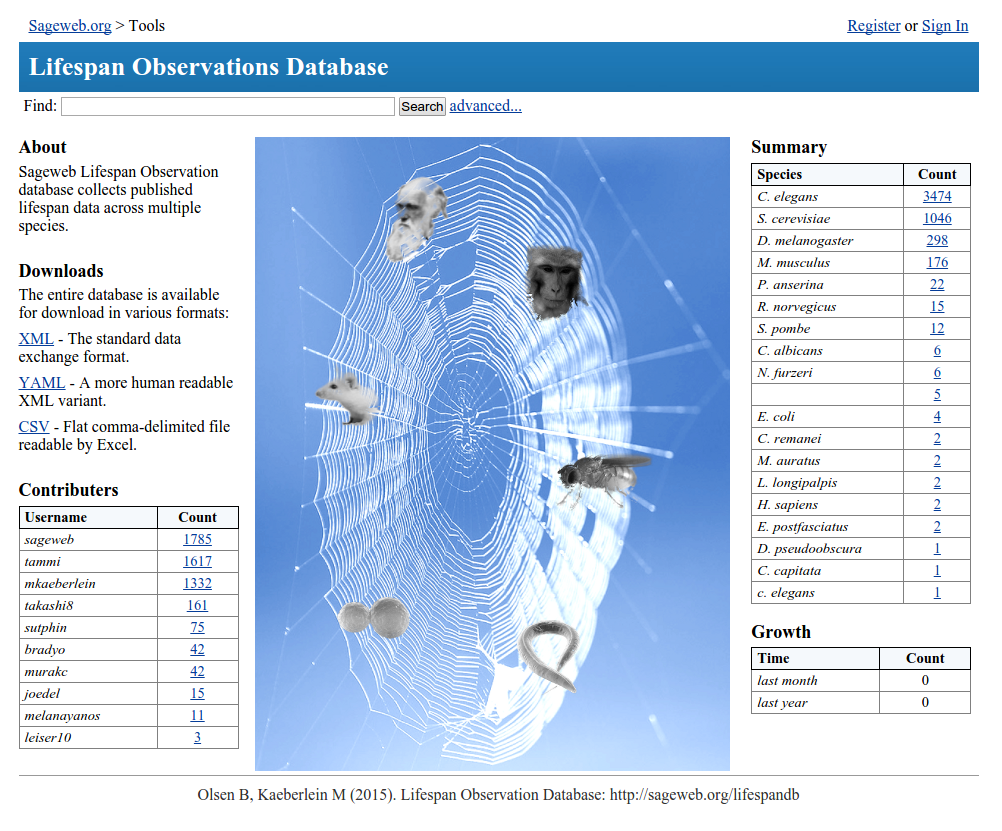 Sageweb.org > Tools
Register or Sign In
Lifespan Observations Database
Find: Search advanced...
About
Sageweb Lifespan Observation
database collects published
lifespan data across multiple
species.
Downloads
The entire database is available
for download in various formats:
XML - The standard data
exchange format.
YAML - A more human readable
XML variant.
CSV - Flat comma-delimited file
readable by Excel.
Contributers
Username Count
sageweb 1785
tammi 1617
mkaeberlein 1332
takashi8 161
sutphin 75
bradyo 42
murakc 42
joedel 15
melanayanos 11
leiser10 3
Summary
Species Count
C. elegans 3474
S. cerevisiae 1046
D. melanogaster 298
M. musculus 176
P. anserina 22
R. norvegicus 15
S. pombe 12
C. albicans 6
N. furzeri 6
5
E. coli 4
C. remanei 2
M. auratus 2
L. longipalpis 2
H. sapiens 2
E. postfasciatus 2
D. pseudoobscura 1
C. capitata 1
c. elegans 1
Growth
Time Count
last month 0
last year 0
Olsen B, Kaeberlein M (2015). Lifespan Observation Database: http://sageweb.org/lifespandb